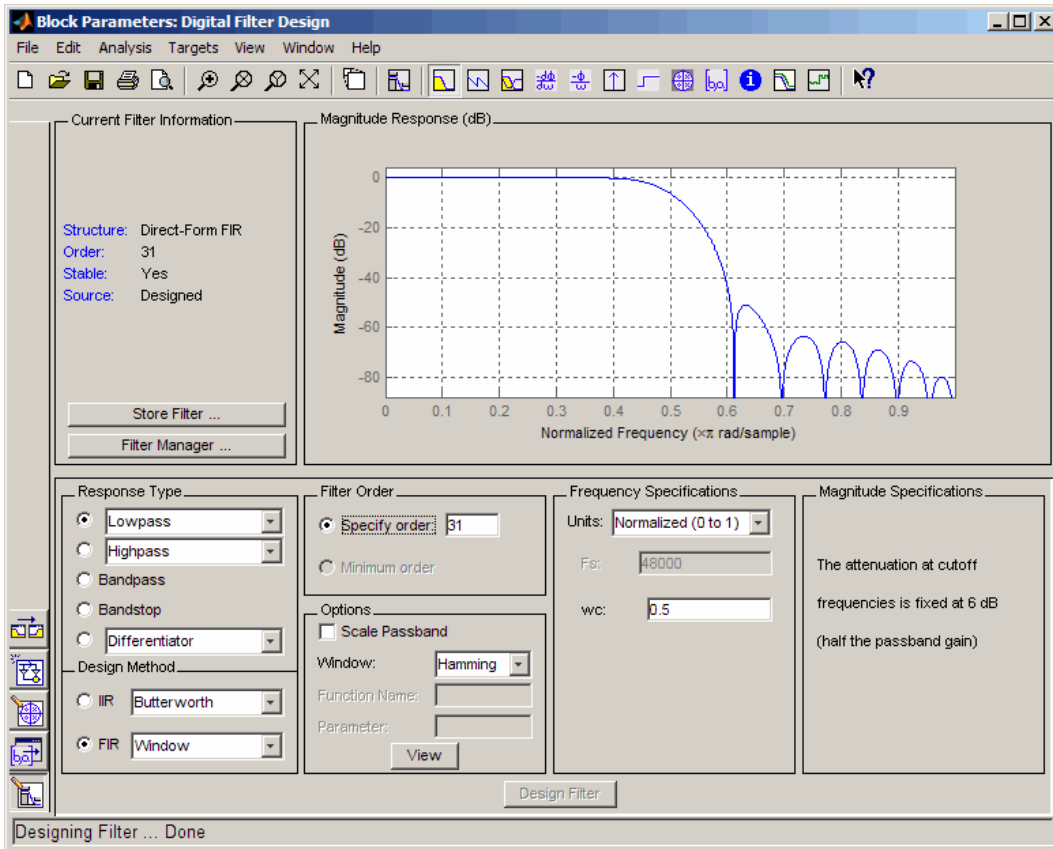 Block Parameters: Digital Filter Design
File Edit Analysis Targets View Window Help
Current Filter Information
Structure: Direct-Form FIR
Order: 31
Stable: Yes
Source: Designed
Store Filter ...
Filter Manager ...
Magnitude Response (dB)
Magnitude (dB)
0
-20
-40
-60
-80
0 0.1 0.2 0.3 0.4 0.5 0.6 0.7 0.8 0.9
Normalized Frequency (×π rad/sample)
Response Type
Lowpass
Highpass
Bandpass
Bandstop
Differentiator
Design Method
IIR Butterworth
FIR Window
Filter Order
Specify order: 31
Minimum order
Options
Scale Passband
Window: Hamming
Function Name:
Parameter:
View
Frequency Specifications
Units: Normalized (0 to 1)
Fs: 48000
wc: 0.5
Magnitude Specifications
The attenuation at cutoff
frequencies is fixed at 6 dB
(half the passband gain)
Design Filter
Designing Filter ... Done